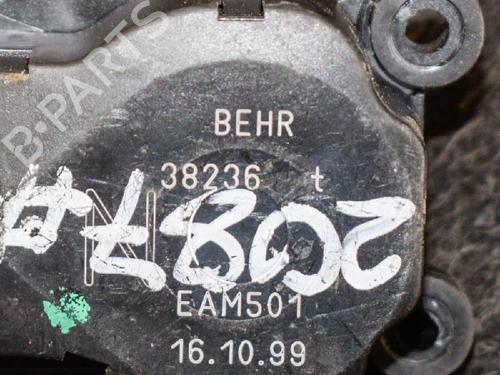 B-PARTS
BEHR
38236 t
EAM501
16.10.99